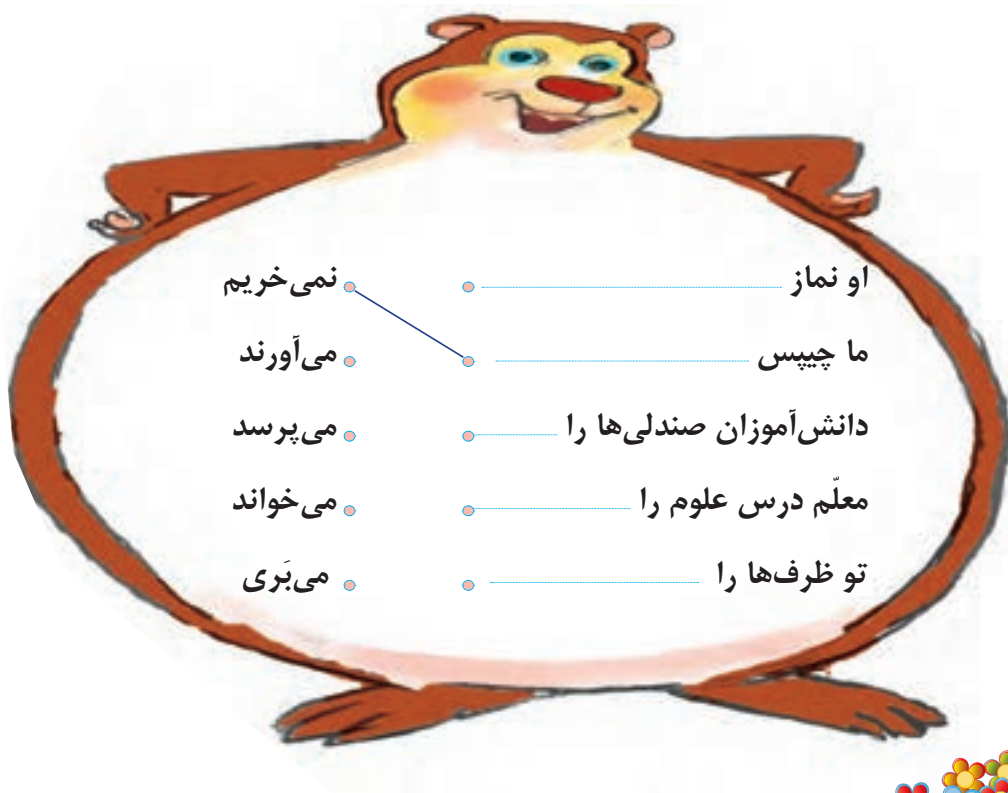 او نماز ........ نمی‌خریم
ما چیپس ........ می‌آورند
دانش‌آموزان صندلی‌ها را ........ می‌پرسد
معلّم درس علوم را ........ می‌خواند
تو ظرف‌ها را ........ می‌بَری